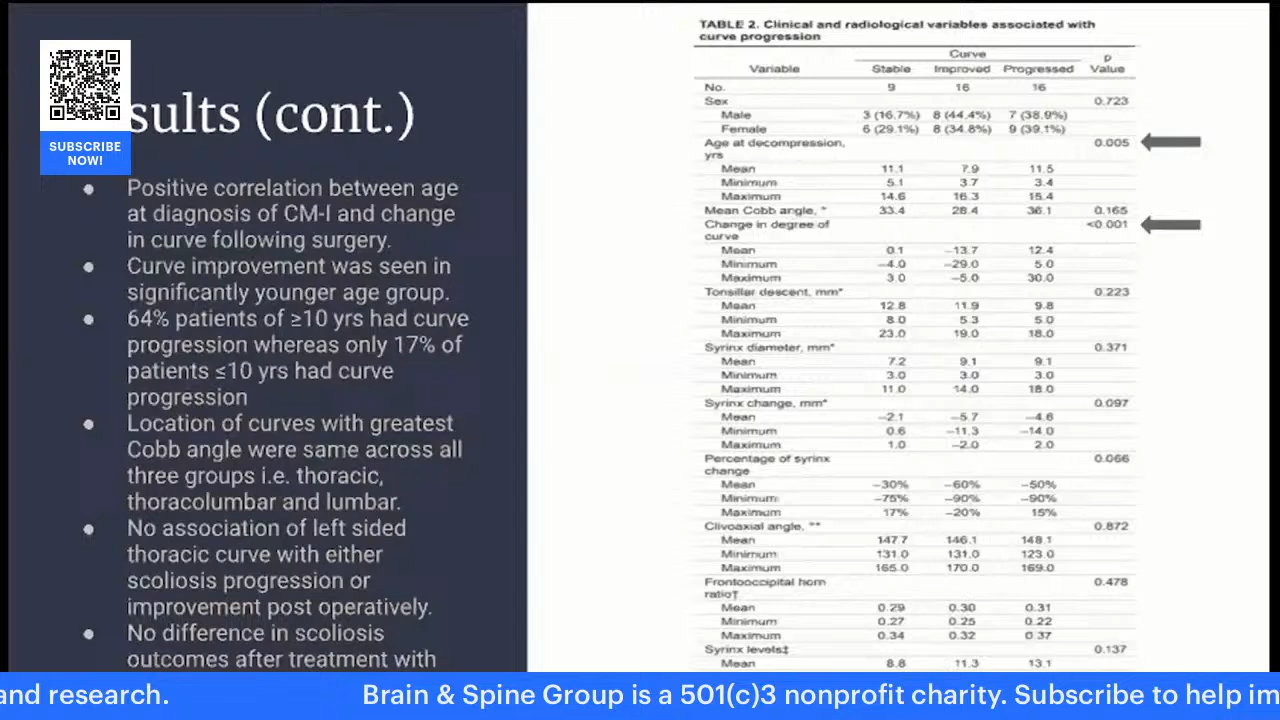 sults (cont.)
SUBSCRIBE
NOW!
● Positive correlation between age
at diagnosis of CM-I and change
in curve following surgery.
● Curve improvement was seen in
significantly younger age group.
● 64% patients of ≥10 yrs had curve
progression whereas only 17% of
patients ≤10 yrs had curve
progression
● Location of curves with greatest
Cobb angle were same across all
three groups i.e. thoracic,
thoracolumbar and lumbar.
● No association of left sided
thoracic curve with either
scoliosis progression or
improvement post operatively.
● No difference in scoliosis
outcomes after treatment with
TABLE 2. Clinical and radiological variables associated with
curve progression
Curve
Variable Stable Improved Progressed p Value
No. 9 16 16
Sex 0.723
Male 3 (16.7%) 8 (44.4%) 7 (38.9%)
Female 6 (29.1%) 8 (34.8%) 9 (39.1%)
Age at decompression,
yrs 0.005
Mean 11.1 7.9 11.5
Minimum 5.1 3.7 3.4
Maximum 14.6 16.3 15.4
Mean Cobb angle, ° 33.4 28.4 36.1 0.165
Change in degree of
curve <0.001
Mean 0.1 −13.7 12.4
Minimum −4.0 −29.0 5.0
Maximum 3.0 −5.0 30.0
Tonsillar descent, mm* 0.223
Mean 12.8 11.9 9.8
Minimum 8.0 5.3 5.0
Maximum 23.0 19.0 18.0
Syrinx diameter, mm* 0.371
Mean 7.2 9.1 9.1
Minimum 3.0 3.0 3.0
Maximum 11.0 14.0 18.0
Syrinx change, mm* 0.097
Mean −2.1 −5.7 −4.6
Minimum 0.6 −11.3 −14.0
Maximum 1.0 −2.0 2.0
Percentage of syrinx
change 0.066
Mean −30% −60% −50%
Minimum −75% −90% −90%
Maximum 17% −20% 15%
Clivoaxial angle, °* 0.872
Mean 147.7 146.1 148.1
Minimum 131.0 131.0 123.0
Maximum 165.0 170.0 169.0
Frontooccipital horn
ratio† 0.478
Mean 0.29 0.30 0.31
Minimum 0.27 0.25 0.22
Maximum 0.34 0.32 0.37
Syrinx levels‡ 0.137
Mean 8.8 11.3 13.1
and research. Brain & Spine Group is a 501(c)3 nonprofit charity. Subscribe to help im